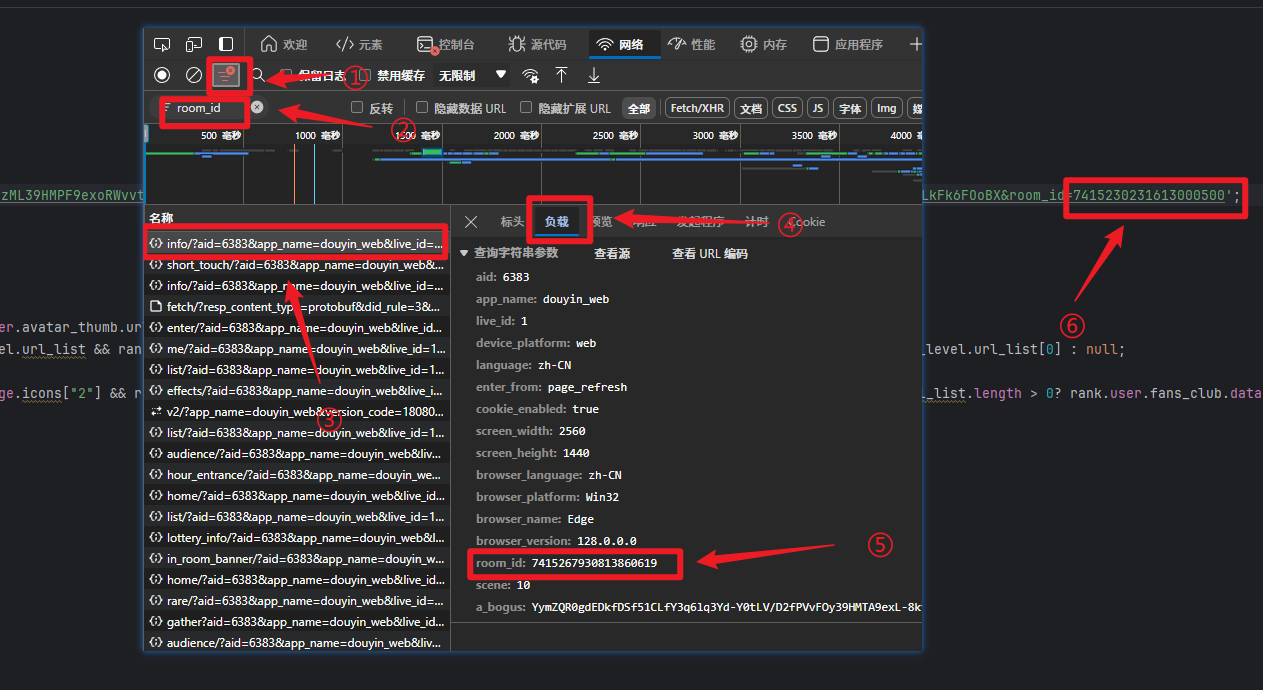 欢迎 元素 控制台 源代码 网络 性能 内存 应用程序
保留日志 禁用缓存 无限制
①
room_id 反转 隐藏数据 URL 隐藏扩展 URL 全部 Fetch/XHR 文档 CSS JS 字体 Img
②
500 毫秒 1000 毫秒 1500 毫秒 2000 毫秒 2500 毫秒 3000 毫秒 3500 毫秒 4000
zML39HMPF9exoRWvvt
LkFk6FOoBX&room_id=7415230231613000500';
名称
标头 负载 预览 响应 发起程序 计时 Cookie
④
info/?aid=6383&app_name=douyin_web&live_id=...
short_touch/?aid=6383&app_name=douyin_web&...
info/?aid=6383&app_name=douyin_web&live_id=...
fetch/?resp_content_type=protobuf&did_rule=3&...
enter/?aid=6383&app_name=douyin_web&live_id...
me/?aid=6383&app_name=douyin_web&live_id=1...
list/?aid=6383&app_name=douyin_web&live_id=1...
effects/?aid=6383&app_name=douyin_web&live_i...
v2/?app_name=douyin_web&version_code=18080...
③
list/?aid=6383&app_name=douyin_web&live_id=1...
audience/?aid=6383&app_name=douyin_web&liv...
hour_entrance/?aid=6383&app_name=douyin_we...
home/?aid=6383&app_name=douyin_web&live_id...
list/?aid=6383&app_name=douyin_web&live_id=1...
lottery_info/?aid=6383&app_name=douyin_web&l...
in_room_banner/?aid=6383&app_name=douyin_w...
home/?aid=6383&app_name=douyin_web&live_id...
rare/?aid=6383&app_name=douyin_web&live_id=...
gather?aid=6383&app_name=douyin_web&live_id...
audience/?aid=6383&app_name=douyin_web&liv...
查询字符串参数 查看源 查看 URL 编码
aid: 6383
app_name: douyin_web
live_id: 1
device_platform: web
language: zh-CN
enter_from: page_refresh
cookie_enabled: true
screen_width: 2560
screen_height: 1440
browser_language: zh-CN
browser_platform: Win32
browser_name: Edge
browser_version: 128.0.0.0
room_id: 7415267930813860619
⑤
scene: 10
a_bogus: YymZQR0gdEDkfDSf51CLfY3q6lq3Yd-Y0tLV/D2fPVvFOy39HMTA9exL-8k
⑥
er.avatar_thumb.ur
el.url_list && ran
_level.url_list[0] : null;
ge.icons["2"] && r
_list.length > 0? rank.user.fans_club.data